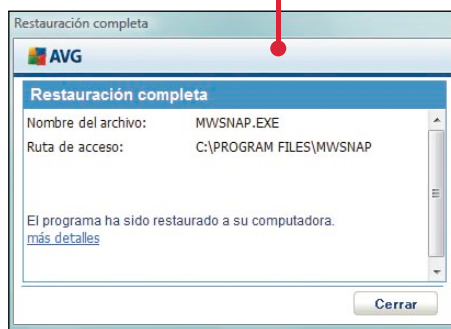 Restauración completa
AVG
Restauración completa
Nombre del archivo: MWSNAP.EXE
Ruta de acceso: C:\PROGRAM FILES\MWSNAP
El programa ha sido restaurado a su computadora.
más detalles
Cerrar